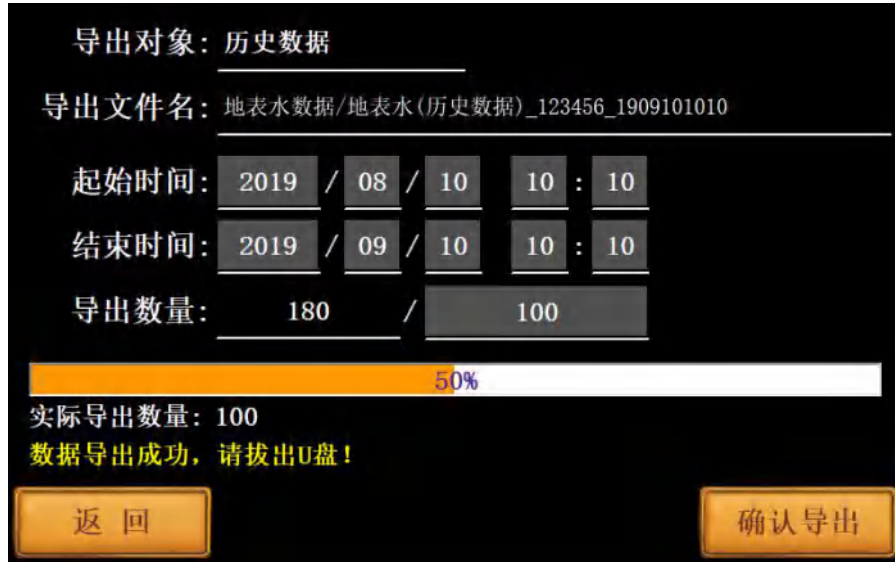 导出对象: 历史数据
导出文件名: 地表水数据/地表水(历史数据)_123456_1909101010
起始时间: 2019 / 08 / 10 10 : 10
结束时间: 2019 / 09 / 10 10 : 10
导出数量: 180 / 100
50%
实际导出数量: 100
数据导出成功, 请拔出U盘!
返 回 确认导出